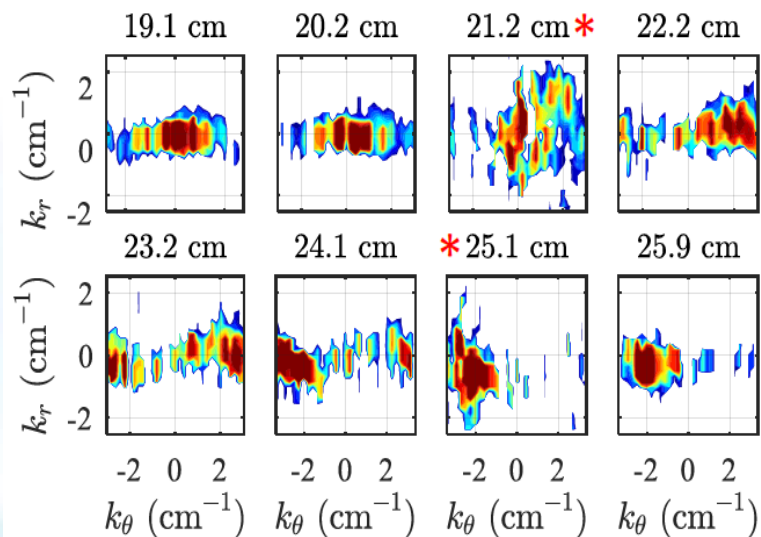 19.1 cm 20.2 cm 21.2 cm* 22.2 cm
k_r (cm⁻¹)
2
0
-2
23.2 cm 24.1 cm *25.1 cm 25.9 cm
k_r (cm⁻¹)
2
0
-2
-2 0 2 -2 0 2 -2 0 2 -2 0 2
k_θ (cm⁻¹) k_θ (cm⁻¹) k_θ (cm⁻¹) k_θ (cm⁻¹)